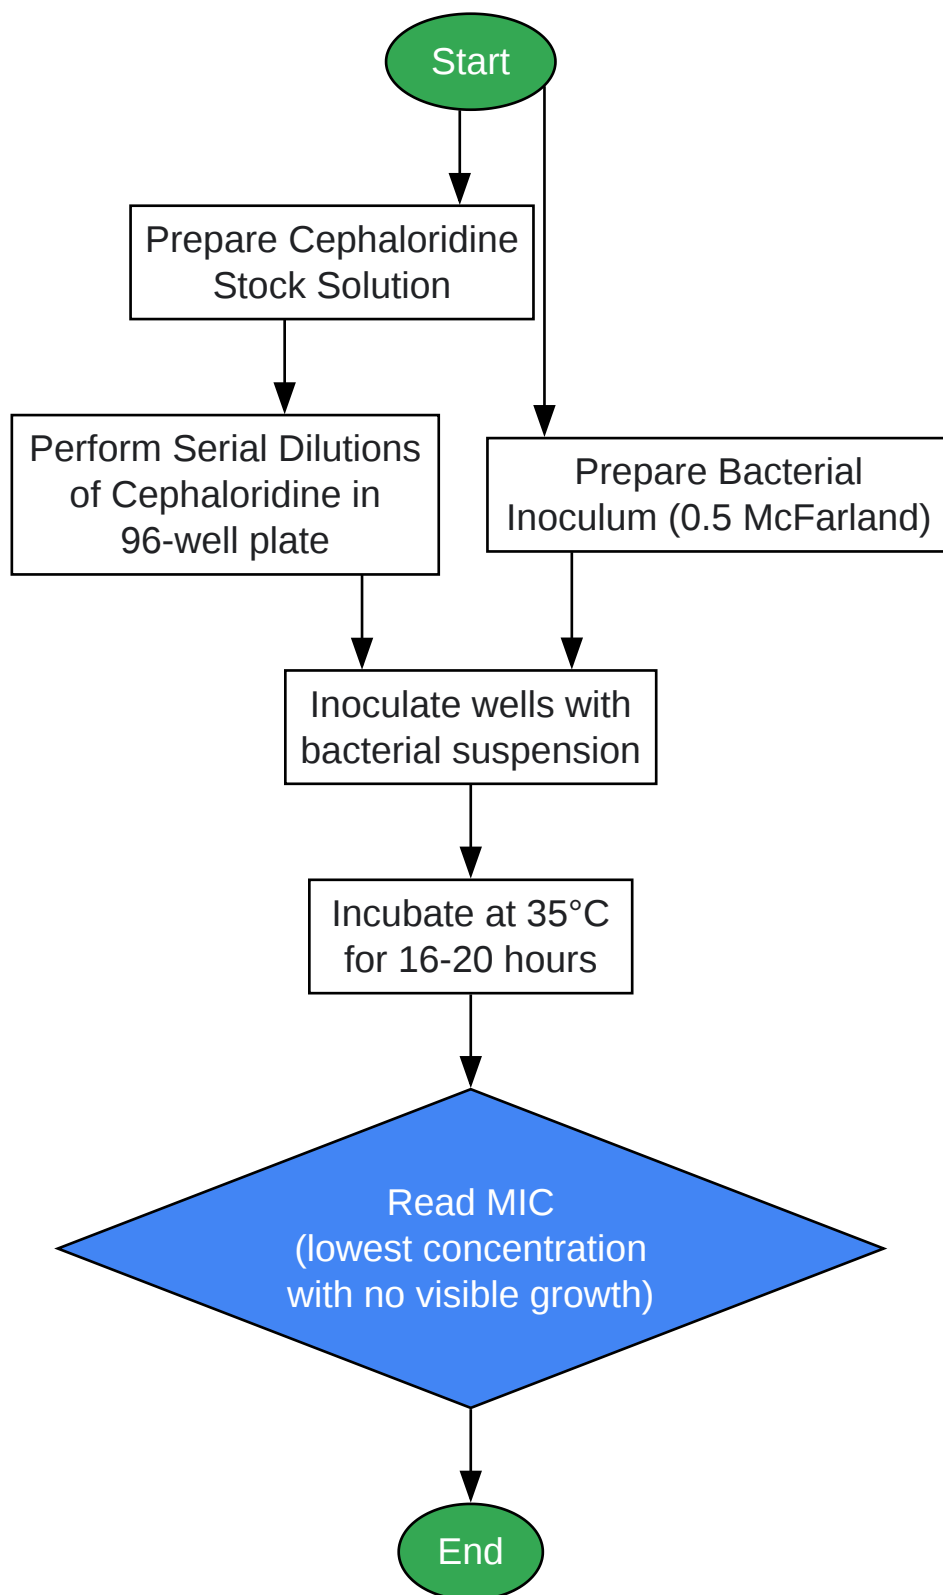 Start
Prepare Cephaloridine
Stock Solution
Perform Serial Dilutions
of Cephaloridine in
96-well plate
Prepare Bacterial
Inoculum (0.5 McFarland)
Inoculate wells with
bacterial suspension
Incubate at 35°C
for 16-20 hours
Read MIC
(lowest concentration
with no visible growth)
End